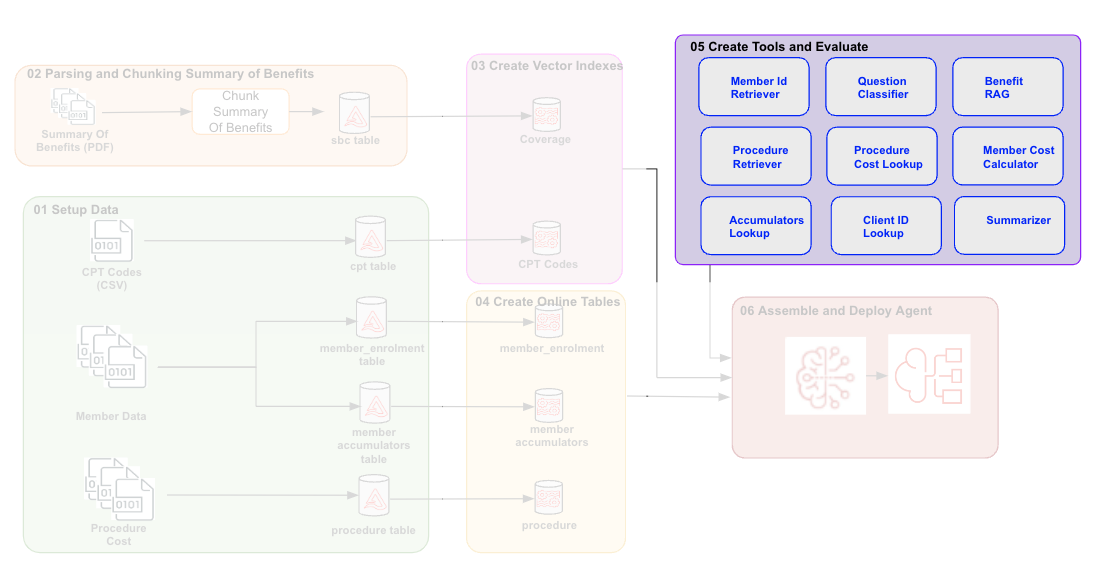 02 Parsing and Chunking Summary of Benefits
0101
Summary Of
Benefits (PDF)
Chunk
Summary
Of Benefits
sbc table
01 Setup Data
0101
CPT Codes
(CSV)
cpt table
0101
Member Data
member_enrolment
table
member
accumulators
table
0101
Procedure
Cost
procedure table
03 Create Vector Indexes
Coverage
CPT Codes
04 Create Online Tables
member_enrolment
member
accumulators
procedure
05 Create Tools and Evaluate
Member Id
Retriever
Question
Classifier
Benefit
RAG
Procedure
Retriever
Procedure
Cost Lookup
Member Cost
Calculator
Accumulators
Lookup
Client ID
Lookup
Summarizer
06 Assemble and Deploy Agent